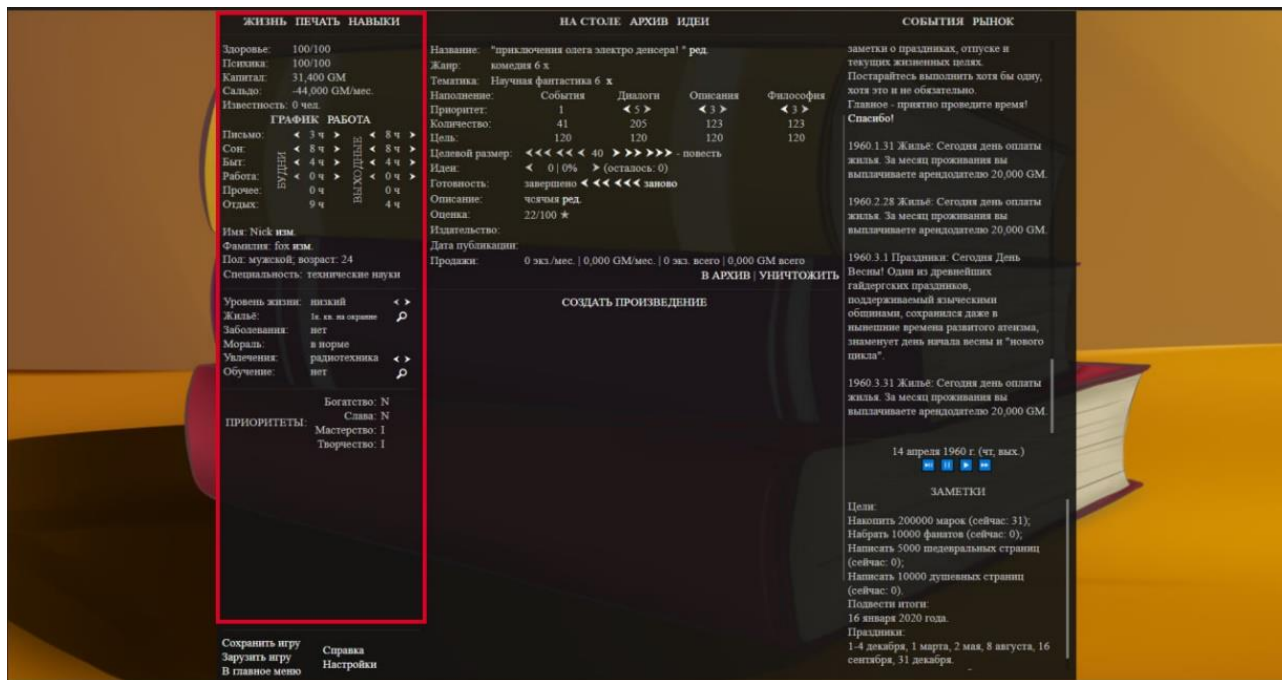 ЖИЗНЬ ПЕЧАТЬ НАВЫКИ
Здоровье: 100/100
Психика: 100/100
Капитал: 31,400 GM
Сальдо: -44,000 GM/мес.
Известность: 0 чел.
ГРАФИК РАБОТА
БУДНИ
ВЫХОДНЫЕ
Письмо: 3 ч 8 ч
Сон: 8 ч 8 ч
Быт: 4 ч 4 ч
Работа: 0 ч 0 ч
Прочее: 0 ч 0 ч
Отдых: 9 ч 4 ч
Имя: Nick изм.
Фамилия: fox изм.
Пол: мужской; возраст: 24
Специальность: технические науки
Уровень жизни: низкий
Жильё: 1к. кв. на окраине
Заболевания: нет
Мораль: в норме
Увлечения: радиотехника
Обучение: нет
ПРИОРИТЕТЫ:
Богатство: N
Слава: N
Мастерство: I
Творчество: I
Сохранить игру
Зарузить игру
В главное меню
Справка
Настройки
НА СТОЛЕ АРХИВ ИДЕИ
Название: "приключения олега электро денсера! " ред.
Жанр: комедия 6 x
Тематика: Научная фантастика 6 x
Наполнение: События Диалоги Описания Философия
Приоритет: 1 5 3 3
Количество: 41 205 123 123
Цель: 120 120 120 120
Целевой размер: 40 - повесть
Идеи: 0 | 0% (осталось: 0)
Готовность: завершено заново
Описание: чсячмя ред.
Оценка: 22/100 ★
Издательство:
Дата публикации:
Продажи: 0 экз./мес. | 0,000 GM/мес. | 0 экз. всего | 0,000 GM всего
В АРХИВ | УНИЧТОЖИТЬ
СОЗДАТЬ ПРОИЗВЕДЕНИЕ
СОБЫТИЯ РЫНОК
заметки о праздниках, отпуске и
текущих жизненных целях.
Постарайтесь выполнить хотя бы одну,
хотя это и не обязательно.
Главное - приятно проведите время!
Спасибо!
1960.1.31 Жильё: Сегодня день оплаты
жилья. За месяц проживания вы
выплачиваете арендодателю 20,000 GM.
1960.2.28 Жильё: Сегодня день оплаты
жилья. За месяц проживания вы
выплачиваете арендодателю 20,000 GM.
1960.3.1 Праздники: Сегодня День
Весны! Один из древнейших
гайдергских праздников,
поддерживаемый языческими
общинами, сохранился даже в
нынешние времена развитого атеизма,
знаменует день начала весны и "нового
цикла".
1960.3.31 Жильё: Сегодня день оплаты
жилья. За месяц проживания вы
выплачиваете арендодателю 20,000 GM.
14 апреля 1960 г. (чт, вых.)
ЗАМЕТКИ
Цели:
Накопить 200000 марок (сейчас: 31);
Набрать 10000 фанатов (сейчас: 0);
Написать 5000 шедевральных страниц
(сейчас: 0);
Написать 10000 душевных страниц
(сейчас: 0).
Подвести итоги:
16 января 2020 года.
Праздники:
1-4 декабря, 1 марта, 2 мая, 8 августа, 16
сентября, 31 декабря.